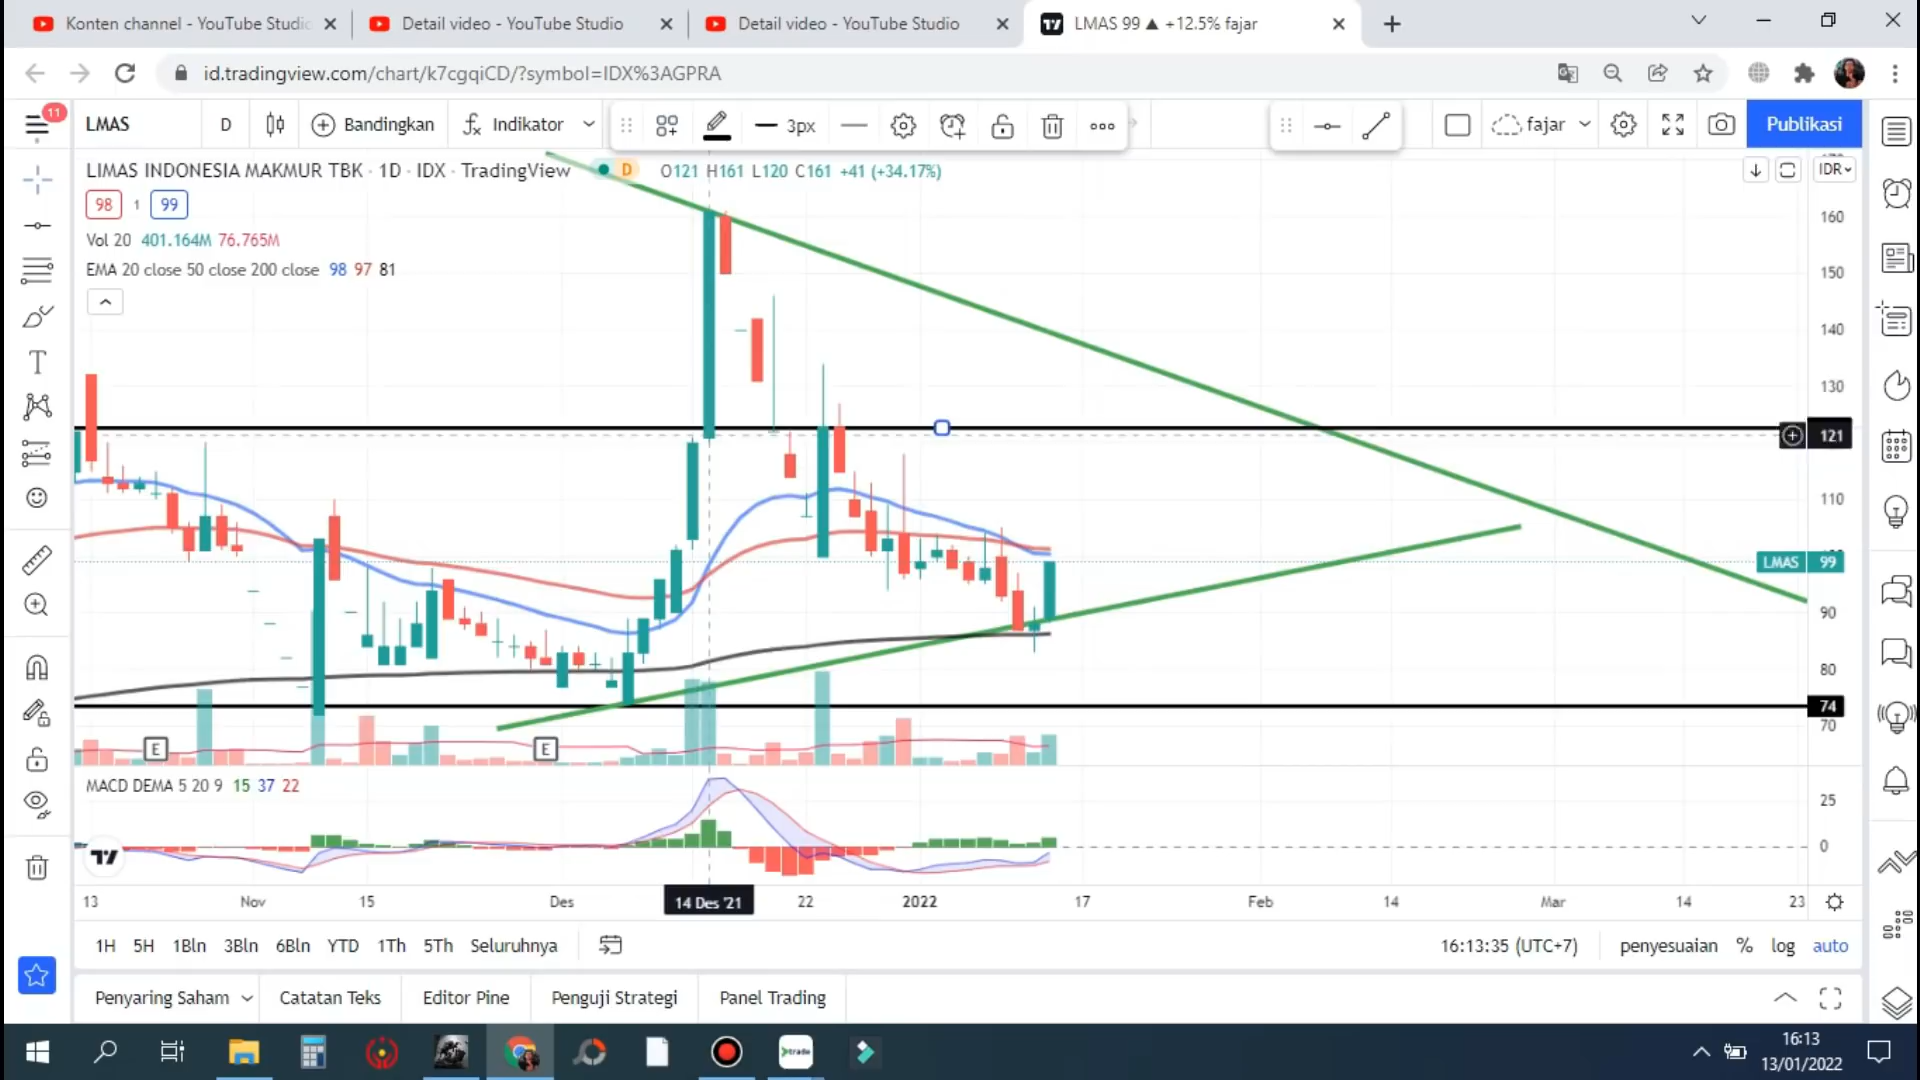 Konten channel - YouTube Studio
Detail video - YouTube Studio
Detail video - YouTube Studio
LMAS 99 ▲ +12.5% fajar
id.tradingview.com/chart/k7cgqiCD/?symbol=IDX%3AGPRA
11
LMAS
D
Bandingkan
Indikator
3px
fajar
Publikasi
LIMAS INDONESIA MAKMUR TBK · 1D · IDX · TradingView
D
O121 H161 L120 C161 +41 (+34.17%)
IDR
98 1 99
Vol 20 401.164M 76.765M
EMA 20 close 50 close 200 close 98 97 81
160
150
140
130
121
110
LMAS 99
90
80
74
70
E
E
MACD DEMA 5 20 9 15 37 22
25
0
13
Nov
15
Des
14 Des '21
22
2022
17
Feb
14
Mar
14
23
1H 5H 1Bln 3Bln 6Bln YTD 1Th 5Th Seluruhnya
16:13:35 (UTC+7)
penyesuaian % log auto
Penyaring Saham
Catatan Teks
Editor Pine
Penguji Strategi
Panel Trading
trade
16:13
13/01/2022